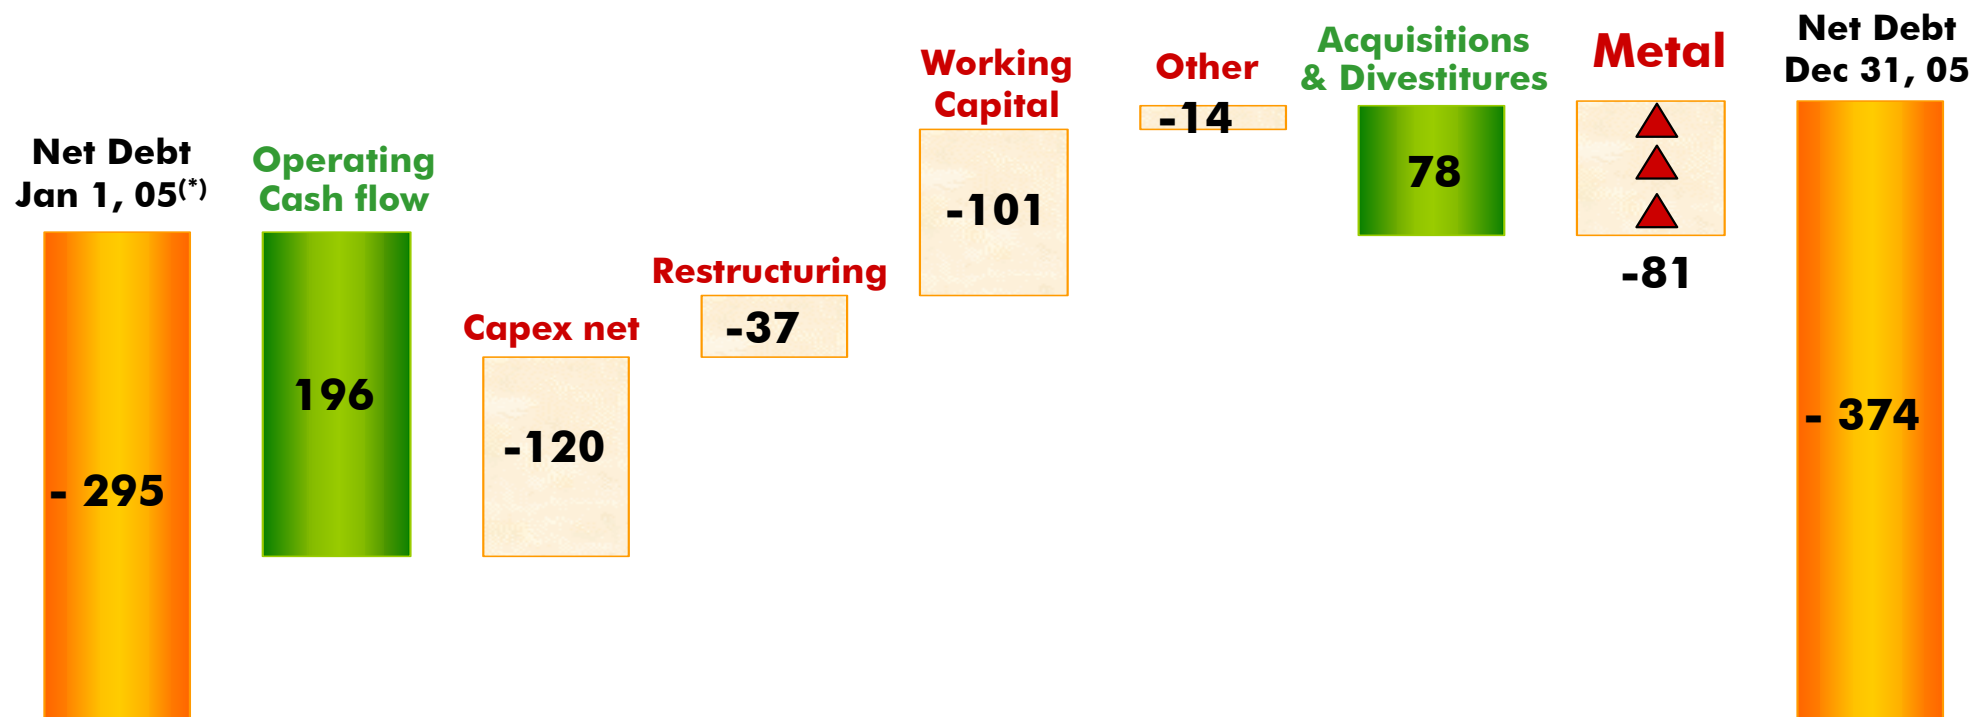 Net Debt
Jan 1, 05(*)
- 295
Operating
Cash flow
196
Capex net
-120
Restructuring
-37
Working
Capital
-101
Other
-14
Acquisitions
& Divestitures
78
Metal
-81
Net Debt
Dec 31, 05
- 374